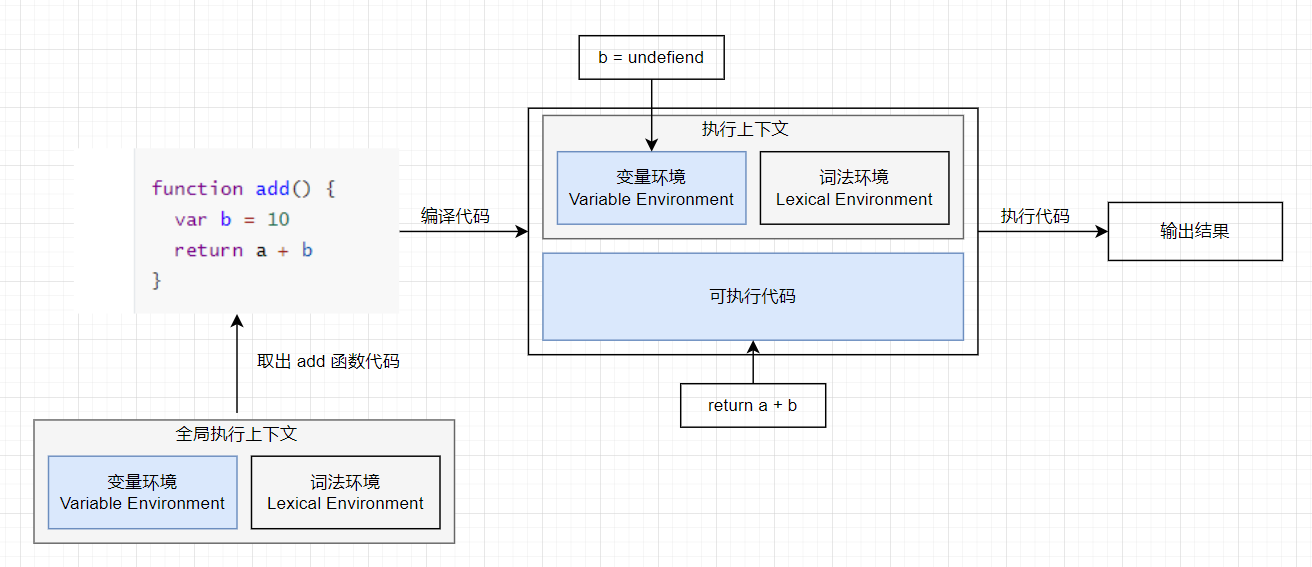 b = undefiend
执行上下文
变量环境
Variable Environment
词法环境
Lexical Environment
function add() {
var b = 10
return a + b
}
编译代码
执行代码
输出结果
可执行代码
取出 add 函数代码
return a + b
全局执行上下文
变量环境
Variable Environment
词法环境
Lexical Environment